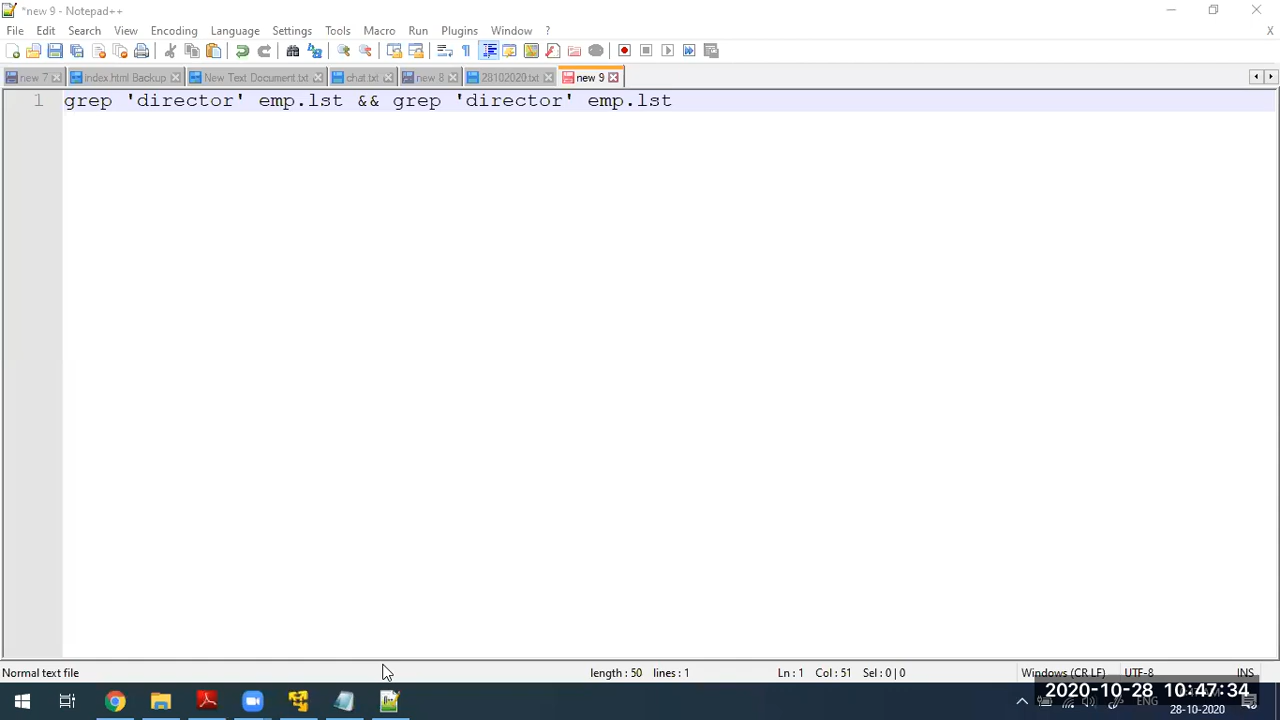 *new 9 - Notepad++
File Edit Search View Encoding Language Settings Tools Macro Run Plugins Window ? X
new 7 index.html Backup New Text Document.txt chat.txt new 8 28102020.txt new 9
1 grep 'director' emp.lst && grep 'director' emp.lst
Normal text file length : 50 lines : 1 Ln : 1 Col : 51 Sel : 0 | 0 Windows (CR LF) UTF-8 INS
2020-10-28 10:47:34
ENG
28-10-2020